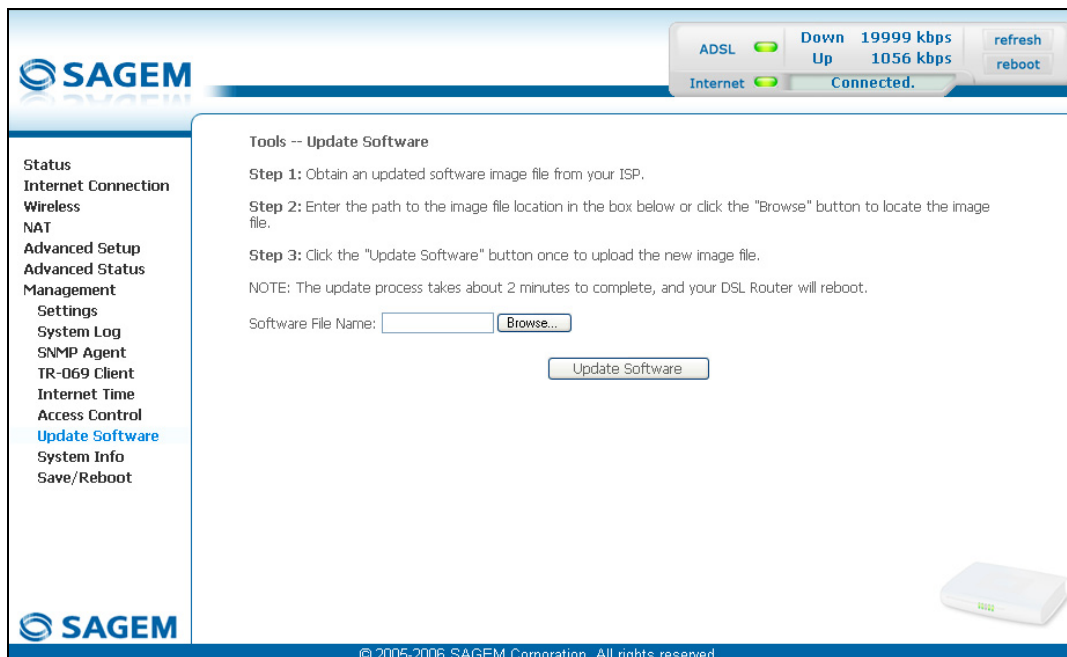 SAGEM
ADSL
Down 19999 kbps
Up 1056 kbps
refresh
reboot
Internet
Connected.
Status
Internet Connection
Wireless
NAT
Advanced Setup
Advanced Status
Management
Settings
System Log
SNMP Agent
TR-069 Client
Internet Time
Access Control
Update Software
System Info
Save/Reboot
Tools -- Update Software
Step 1: Obtain an updated software image file from your ISP.
Step 2: Enter the path to the image file location in the box below or click the "Browse" button to locate the image
file.
Step 3: Click the "Update Software" button once to upload the new image file.
NOTE: The update process takes about 2 minutes to complete, and your DSL Router will reboot.
Software File Name:
Browse...
Update Software
SAGEM
© 2005-2006 SAGEM Corporation. All rights reserved